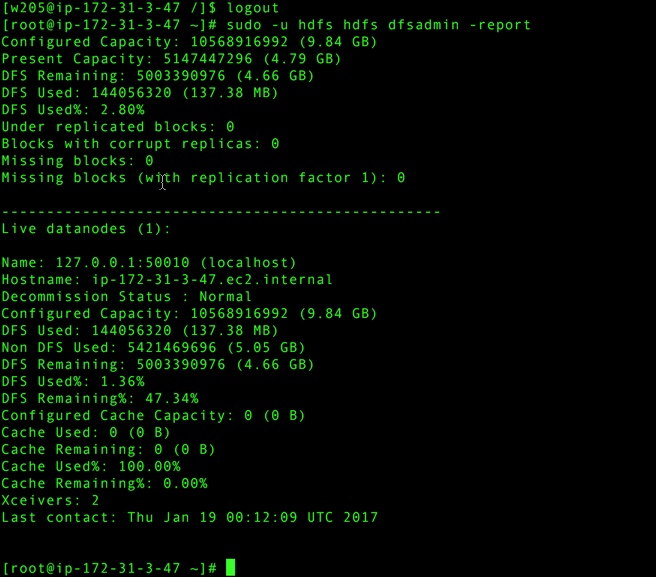 [w205@ip-172-31-3-47 /]$ logout
[root@ip-172-31-3-47 ~]# sudo -u hdfs hdfs dfsadmin -report
Configured Capacity: 10568916992 (9.84 GB)
Present Capacity: 5147447296 (4.79 GB)
DFS Remaining: 5003390976 (4.66 GB)
DFS Used: 144056320 (137.38 MB)
DFS Used%: 2.80%
Under replicated blocks: 0
Blocks with corrupt replicas: 0
Missing blocks: 0
Missing blocks (with replication factor 1): 0
-------------------------------------------------
Live datanodes (1):
Name: 127.0.0.1:50010 (localhost)
Hostname: ip-172-31-3-47.ec2.internal
Decommission Status : Normal
Configured Capacity: 10568916992 (9.84 GB)
DFS Used: 144056320 (137.38 MB)
Non DFS Used: 5421469696 (5.05 GB)
DFS Remaining: 5003390976 (4.66 GB)
DFS Used%: 1.36%
DFS Remaining%: 47.34%
Configured Cache Capacity: 0 (0 B)
Cache Used: 0 (0 B)
Cache Remaining: 0 (0 B)
Cache Used%: 100.00%
Cache Remaining%: 0.00%
Xceivers: 2
Last contact: Thu Jan 19 00:12:09 UTC 2017
[root@ip-172-31-3-47 ~]#